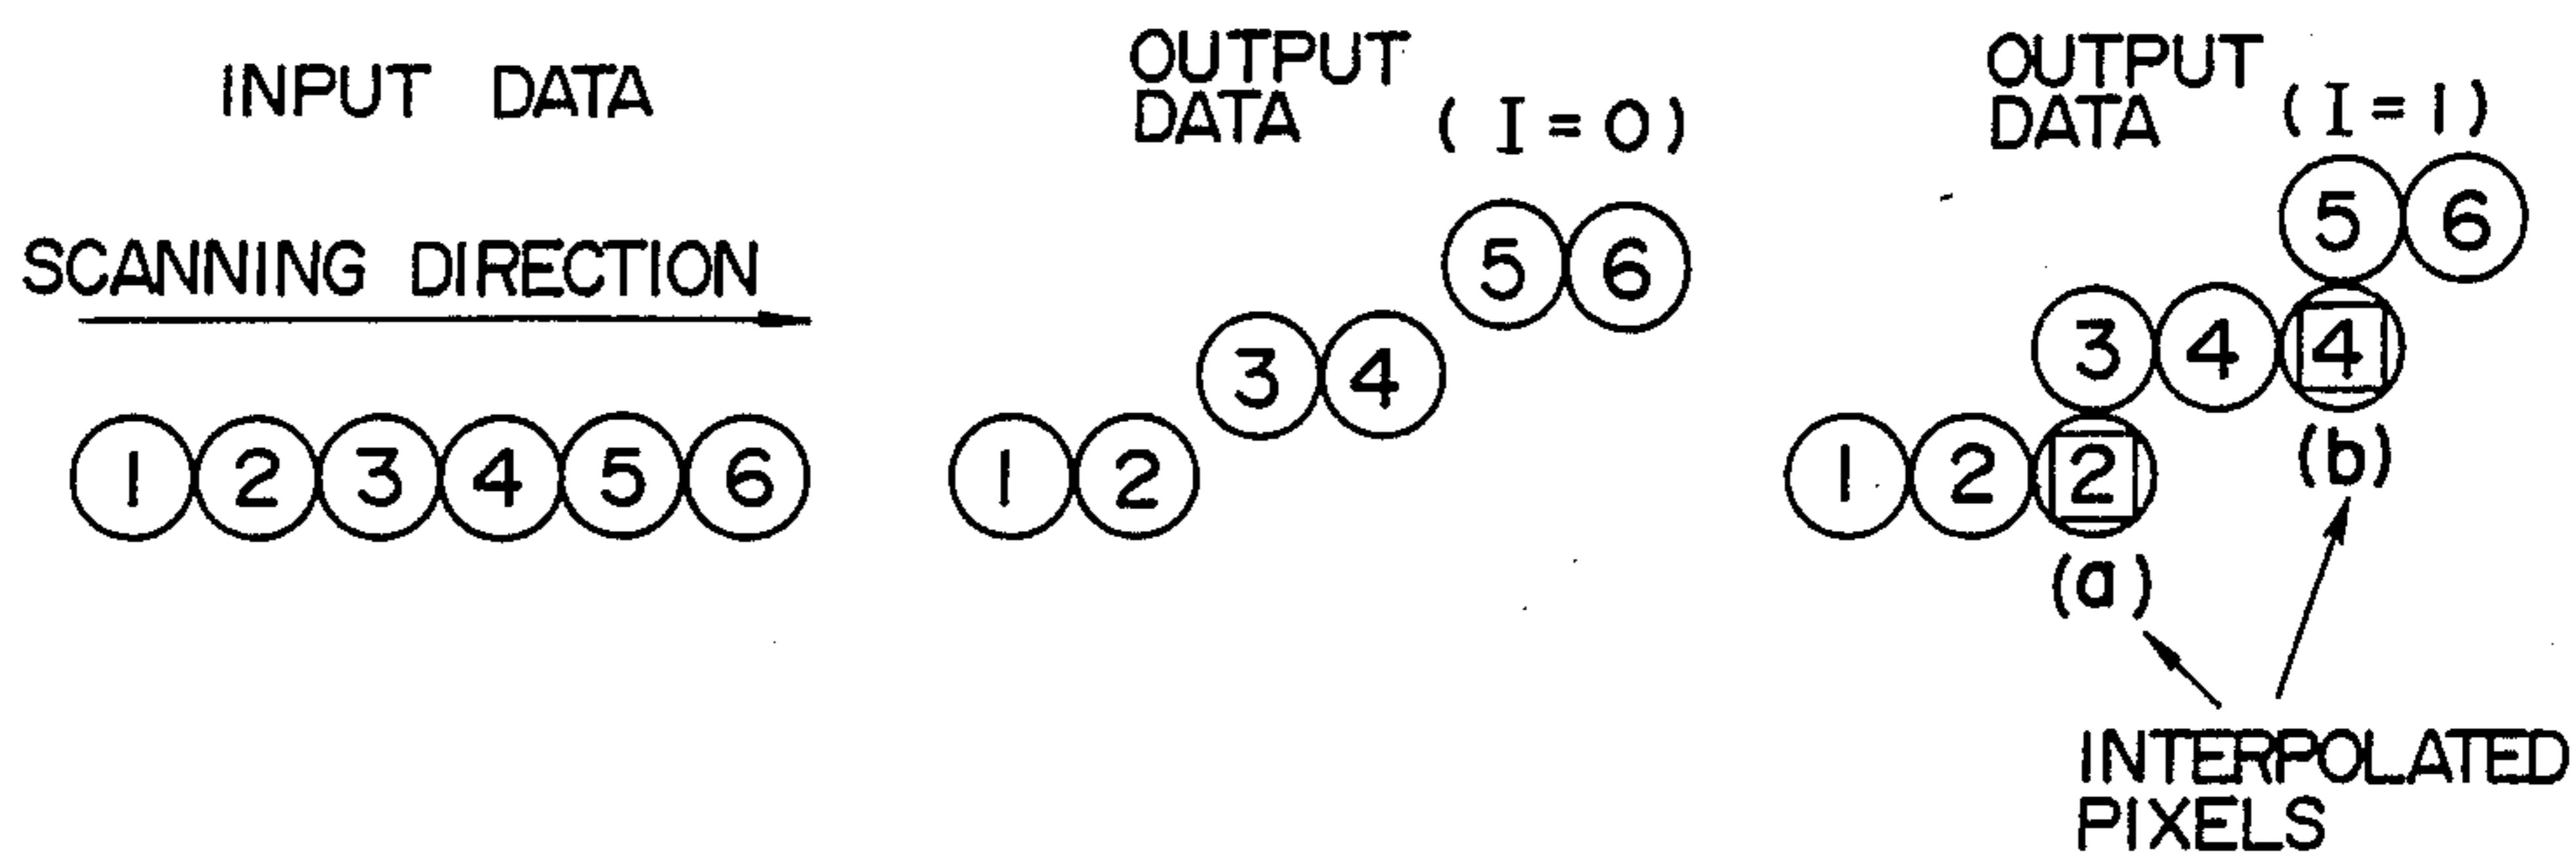 INPUT DATA
SCANNING DIRECTION
1 2 3 4 5 6
OUTPUT
DATA (I=0)
5 6
3 4
1 2
OUTPUT
DATA (I=1)
5 6
3 4 4
1 2 2
(b)
(a)
INTERPOLATED
PIXELS